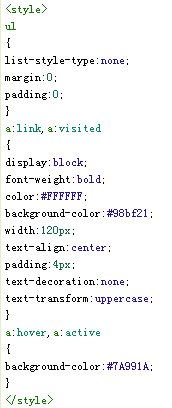 <style>
ul
{
list-style-type:none;
margin:0;
padding:0;
}
a:link,a:visited
{
display:block;
font-weight:bold;
color:#FFFFFF;
background-color:#98bf21;
width:120px;
text-align:center;
padding:4px;
text-decoration:none;
text-transform:uppercase;
}
a:hover,a:active
{
background-color:#7A991A;
}
</style>